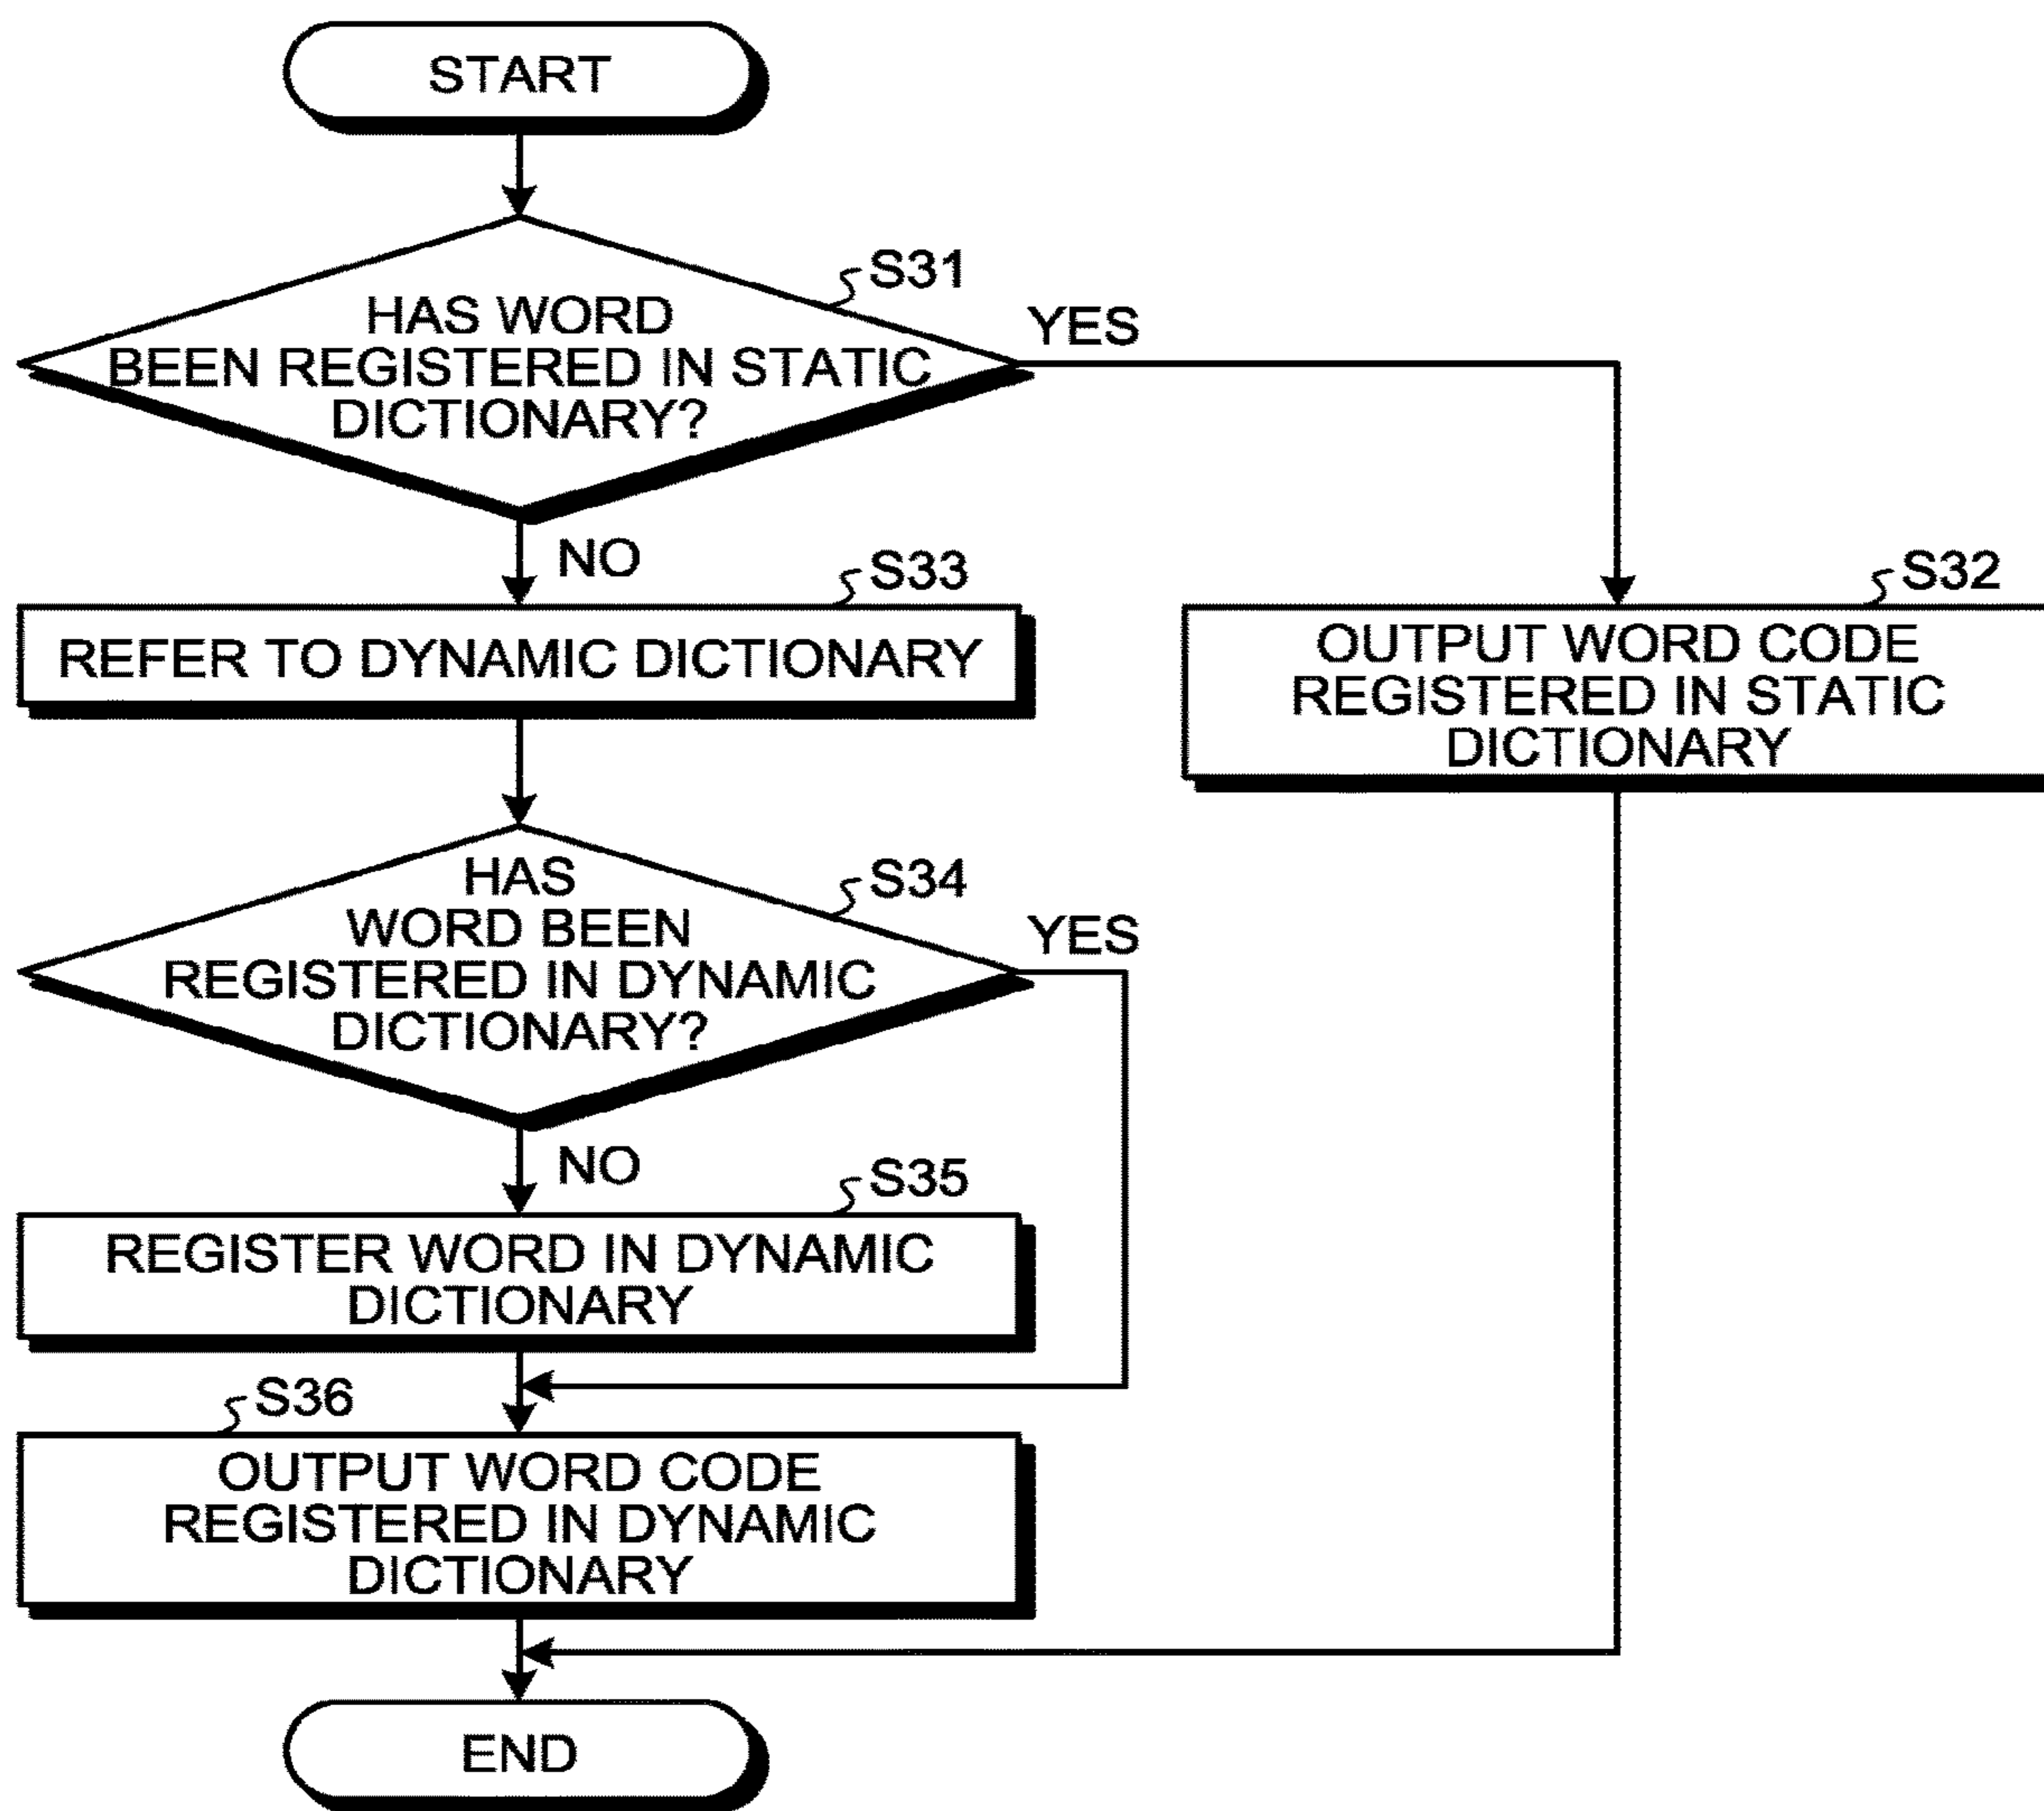 START
S31
HAS WORD
BEEN REGISTERED IN STATIC
DICTIONARY?
YES
NO
S33
REFER TO DYNAMIC DICTIONARY
S32
OUTPUT WORD CODE
REGISTERED IN STATIC
DICTIONARY
S34
HAS
WORD BEEN
REGISTERED IN DYNAMIC
DICTIONARY?
YES
NO
S35
REGISTER WORD IN DYNAMIC
DICTIONARY
S36
OUTPUT WORD CODE
REGISTERED IN DYNAMIC
DICTIONARY
END